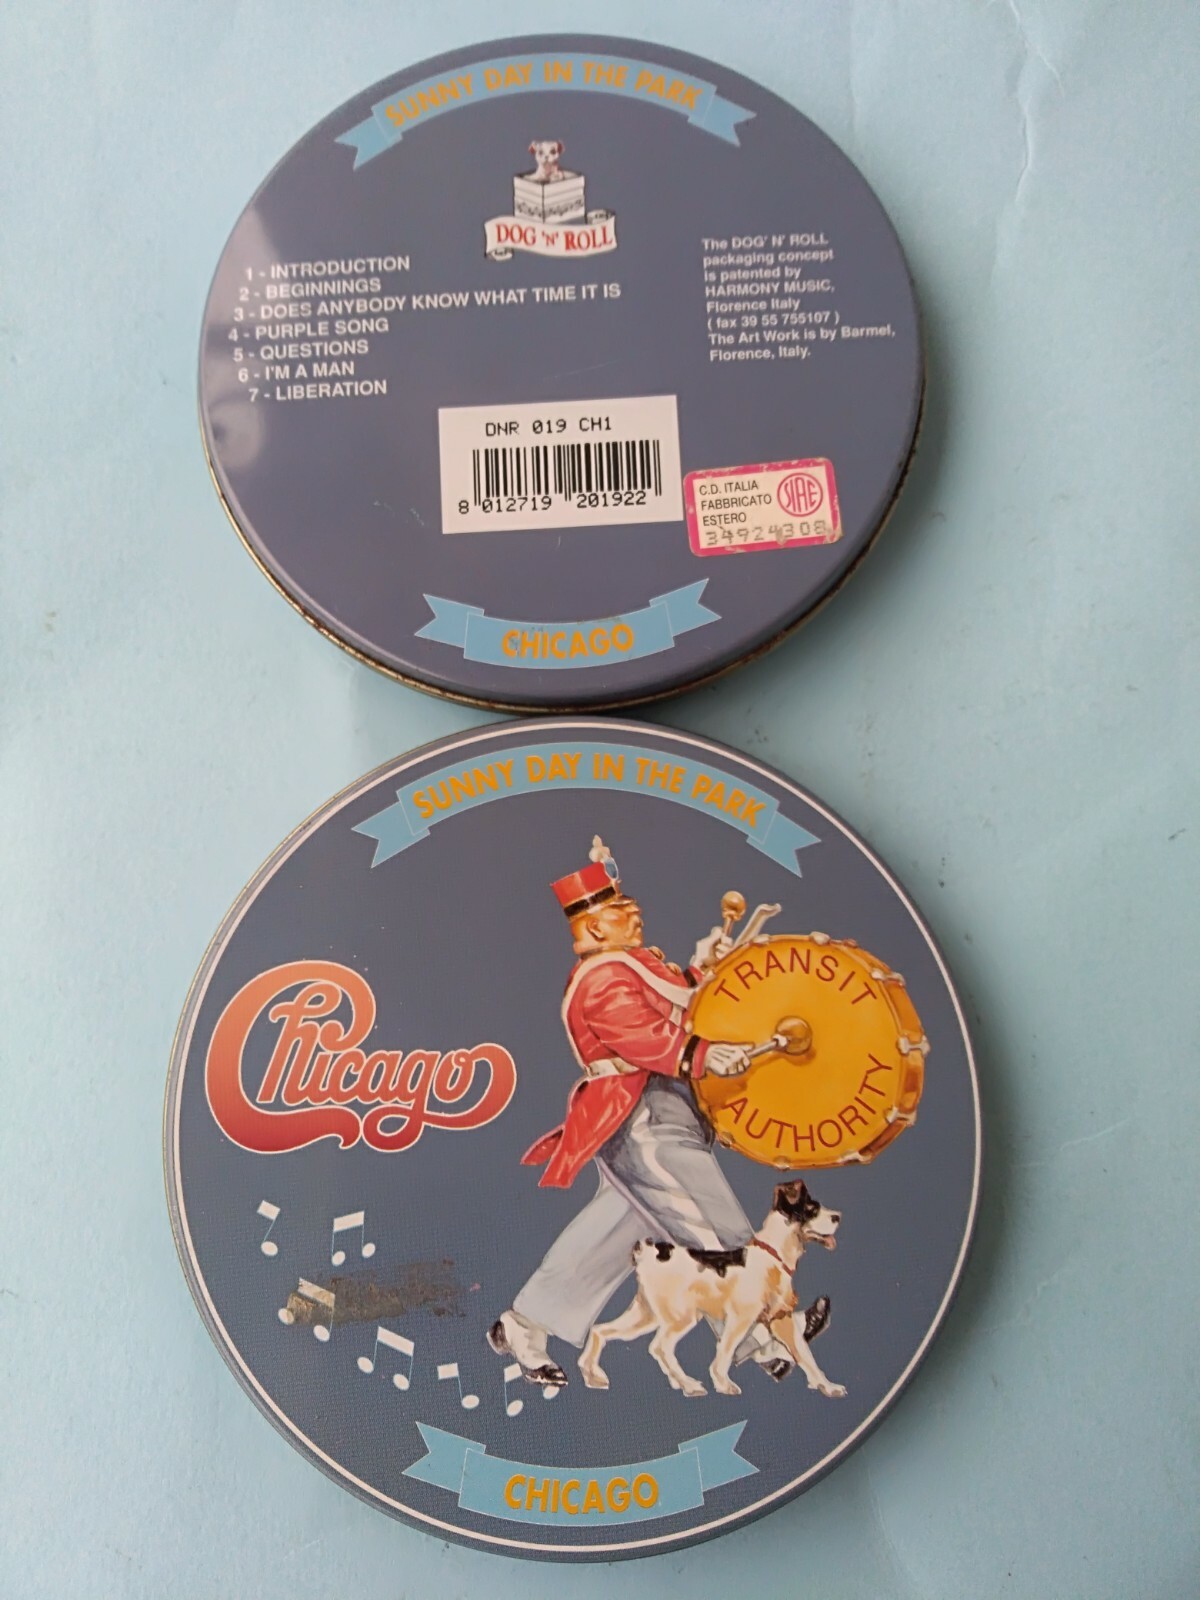 SUNNY DAY IN THE PARK
DOG 'N' ROLL
1 - INTRODUCTION
2 - BEGINNINGS
3 - DOES ANYBODY KNOW WHAT TIME IT IS
4 - PURPLE SONG
5 - QUESTIONS
6 - I'M A MAN
7 - LIBERATION
The DOG' N' ROLL
packaging concept
is patented by
HARMONY MUSIC,
Florence Italy
( fax 39 55 755107 )
The Art Work is by Barmel,
Florence, Italy.
DNR 019 CH1
8 012719 201922
C.D. ITALIA
FABBRICATO
ESTERO
SIAE
34924308
CHICAGO
SUNNY DAY IN THE PARK
Chicago
TRANSIT
AUTHORITY
CHICAGO